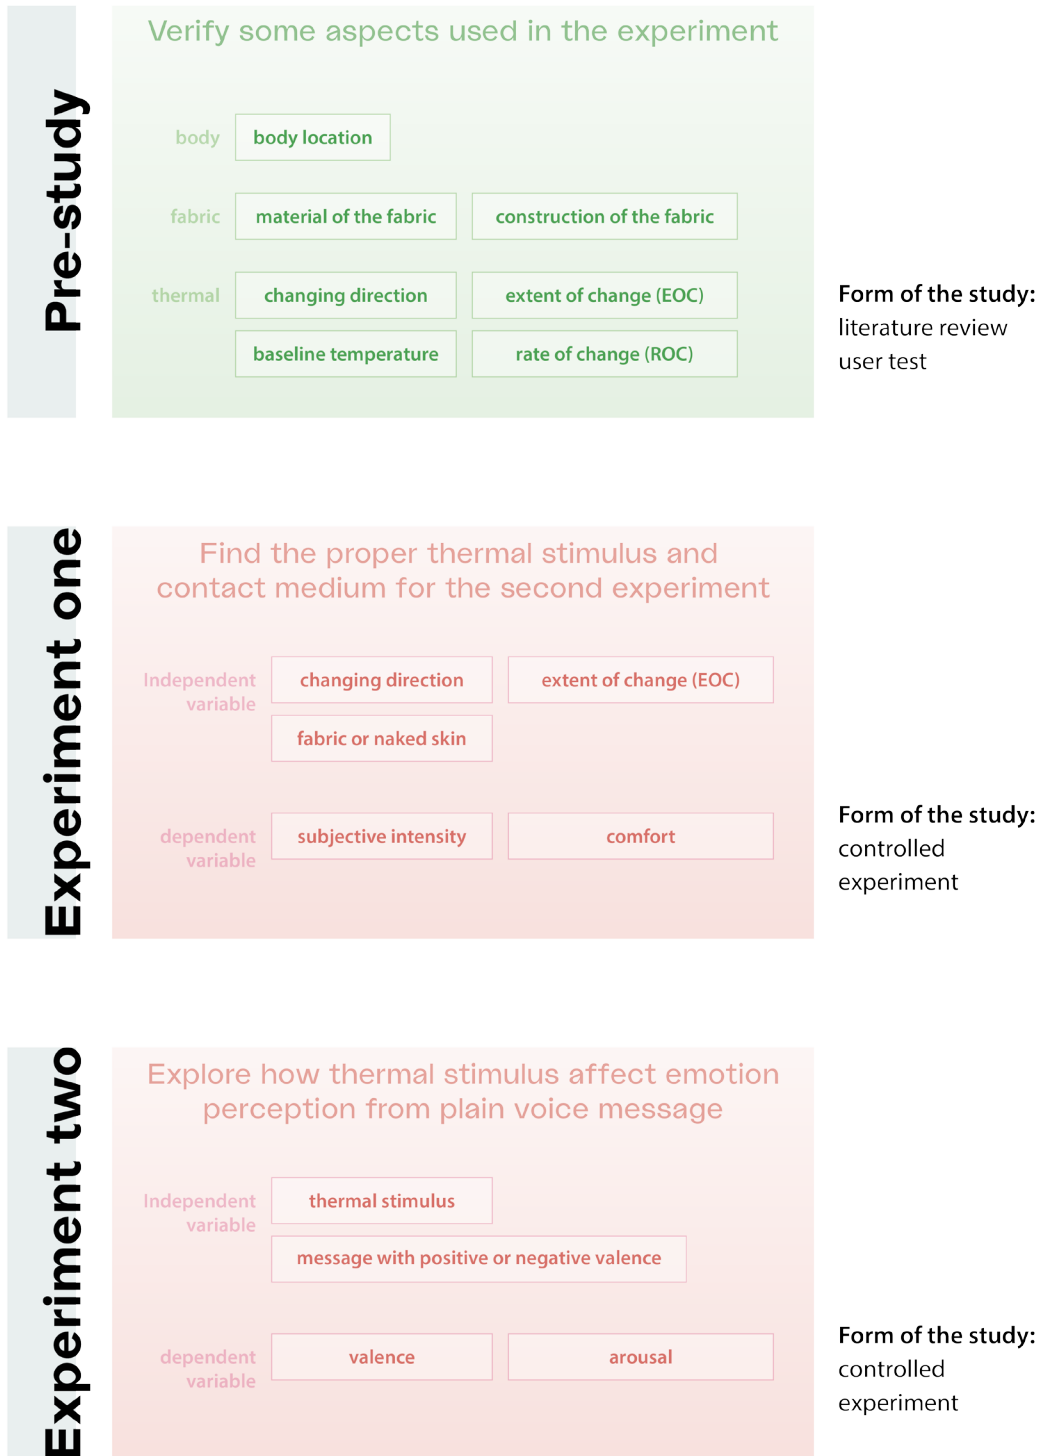 Pre-study
Verify some aspects used in the experiment
body
body location
fabric
material of the fabric
construction of the fabric
thermal
changing direction
extent of change (EOC)
baseline temperature
rate of change (ROC)
Form of the study:
literature review
user test
Experiment one
Find the proper thermal stimulus and
contact medium for the second experiment
Independent
variable
changing direction
extent of change (EOC)
fabric or naked skin
dependent
variable
subjective intensity
comfort
Form of the study:
controlled
experiment
Experiment two
Explore how thermal stimulus affect emotion
perception from plain voice message
Independent
variable
thermal stimulus
message with positive or negative valence
dependent
variable
valence
arousal
Form of the study:
controlled
experiment